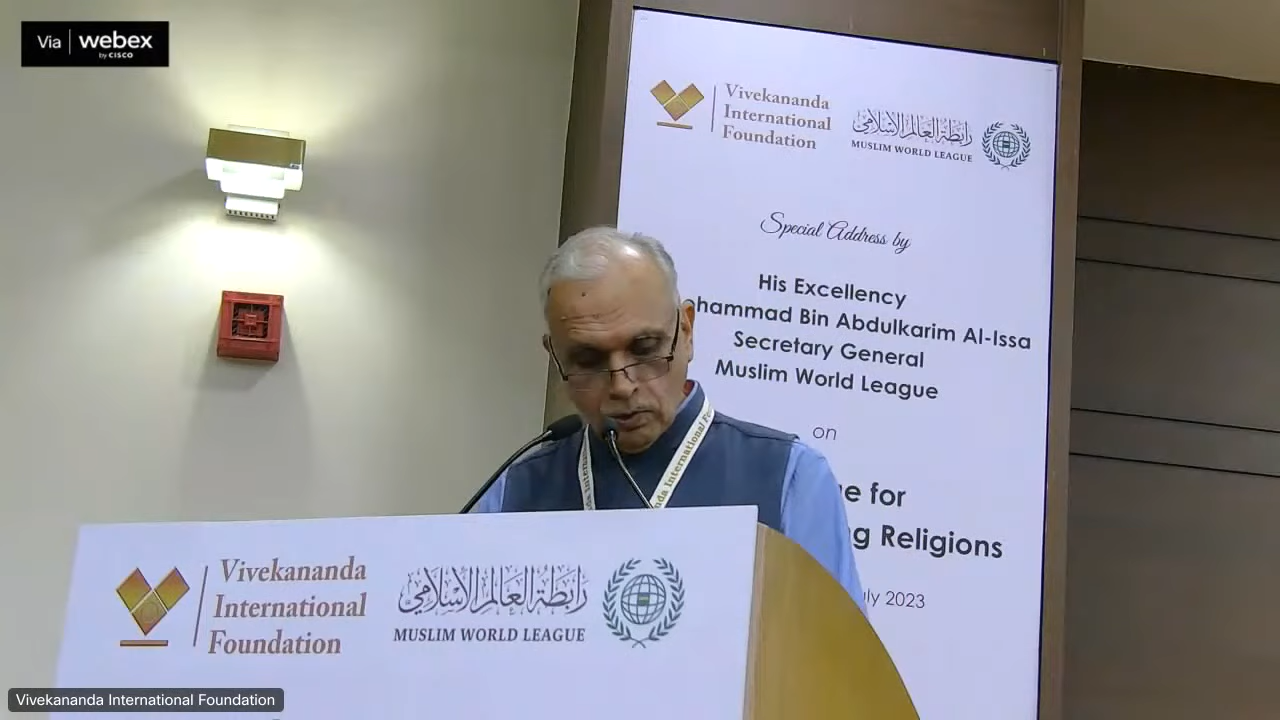 Via webex
by CISCO
Vivekananda
International
Foundation
رابطة العالم الإسلامي
MUSLIM WORLD LEAGUE
Special Address by
His Excellency
hammad Bin Abdulkarim Al-Issa
Secretary General
Muslim World League
on
e for
g Religions
uly 2023
Vivekananda
International
Foundation
رابطة العالم الإسلامي
MUSLIM WORLD LEAGUE
Vivekananda International Foundation